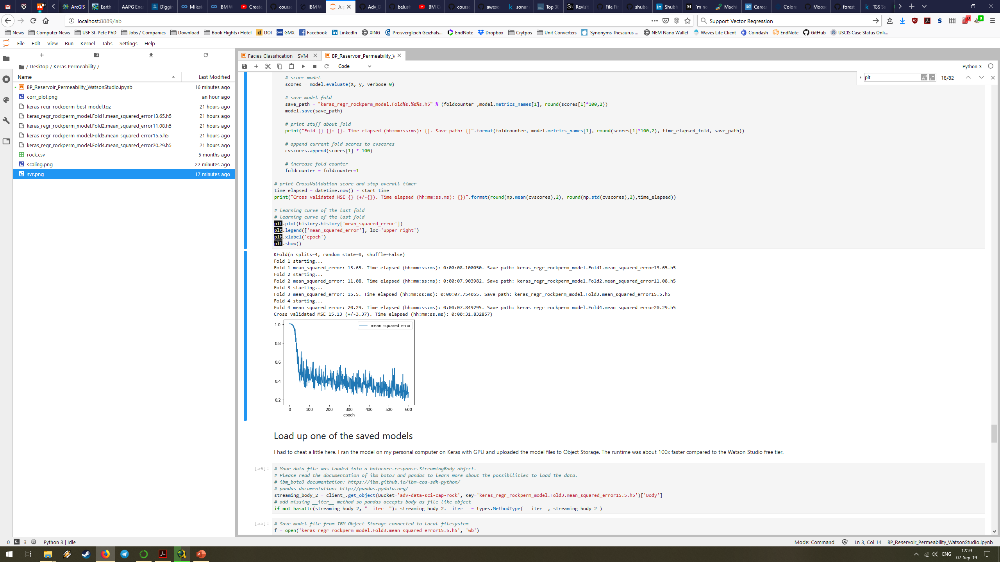 ArcGIS
Earth
AAPG Ene
Diggin
Milest
IBM W
Create
course
IBM W
Jup
Adv_D
belush
IBM C
course
aweso
sonar
Top 30
Revisit
File Fir
shuba
Shubh
I'm no
Machi
Career
Colora
Moose
forest_
TGS Sa
localhost:8889/lab
Support Vector Regression
News
Computer News
USF St. Pete PhD
Jobs / Companies
Download
Book Flights+Hotel
DOI
GMX
Facebook
LinkedIn
XING
Preisvergleich Geizhals...
EndNote
Dropbox
Crytpos
Unit Converters
Synonyms Thesaurus ...
NEM Nano Wallet
Waves Lite Client
Coindash
EndNote
GitHub
USCIS Case Status Onli...
File Edit View Run Kernel Tabs Settings Help
/ Desktop / Keras Permeability /
Name Last Modified
BP_Reservoir_Permeability_WatsonStudio.ipynb 16 minutes ago
corr_plot.png an hour ago
keras_regr_rockperm_best_model.tgz 21 hours ago
keras_regr_rockperm_model.Fold1.mean_squared_error13.65.h5 21 hours ago
keras_regr_rockperm_model.Fold2.mean_squared_error11.08.h5 21 hours ago
keras_regr_rockperm_model.Fold3.mean_squared_error15.5.h5 21 hours ago
keras_regr_rockperm_model.Fold4.mean_squared_error20.29.h5 21 hours ago
rock.csv 5 months ago
scaling.png 22 minutes ago
svr.png 17 minutes ago
Facies Classification - SVM
BP_Reservoir_Permeability_
Code
Python 3
plt
18/82
# score model
scores = model.evaluate(X, y, verbose=0)
# save model fold
save_path = "keras_regr_rockperm_model.Fold%s.%s%s.h5" % (foldcounter ,model.metrics_names[1], round(scores[1]*100,2))
model.save(save_path)
# print stuff about fold
print("Fold {} {}: {}. Time elapsed (hh:mm:ss:ms): {}. Save path: {}".format(foldcounter, model.metrics_names[1], round(scores[1]*100,2), time_elapsed_fold, save_path))
# append current fold scores to cvscores
cvscores.append(scores[1] * 100)
# increase fold counter
foldcounter = foldcounter+1
# print CrossValidation score and stop overall timer
time_elapsed = datetime.now() - start_time
print("Cross validated MSE {} (+/-{}). Time elapsed (hh:mm:ss.ms): {})".format(round(np.mean(cvscores),2), round(np.std(cvscores),2),time_elapsed))
# learning curve of the last fold
# learning curve of the last fold
plt.plot(history.history['mean_squared_error'])
plt.legend(['mean_squared_error'], loc='upper right')
plt.xlabel('epoch')
plt.show()
KFold(n_splits=4, random_state=0, shuffle=False)
Fold 1 starting...
Fold 1 mean_squared_error: 13.65. Time elapsed (hh:mm:ss:ms): 0:00:08.100050. Save path: keras_regr_rockperm_model.Fold1.mean_squared_error13.65.h5
Fold 2 starting...
Fold 2 mean_squared_error: 11.08. Time elapsed (hh:mm:ss:ms): 0:00:07.903982. Save path: keras_regr_rockperm_model.Fold2.mean_squared_error11.08.h5
Fold 3 starting...
Fold 3 mean_squared_error: 15.5. Time elapsed (hh:mm:ss:ms): 0:00:07.754055. Save path: keras_regr_rockperm_model.Fold3.mean_squared_error15.5.h5
Fold 4 starting...
Fold 4 mean_squared_error: 20.29. Time elapsed (hh:mm:ss:ms): 0:00:07.849295. Save path: keras_regr_rockperm_model.Fold4.mean_squared_error20.29.h5
Cross validated MSE 15.13 (+/-3.37). Time elapsed (hh:mm:ss.ms): 0:00:31.832857)
mean_squared_error
1.0
0.8
0.6
0.4
0.2
0 100 200 300 400 500 600
epoch
Load up one of the saved models
I had to cheat a little here. I ran the model on my personal computer on Keras with GPU and uploaded the model files to Object Storage. The runtime was about 100x faster compared to the Watson Studio free tier.
[54]:
# Your data file was loaded into a botocore.response.StreamingBody object.
# Please read the documentation of ibm_boto3 and pandas to learn more about the possibilities to load the data.
# ibm_boto3 documentation: https://ibm.github.io/ibm-cos-sdk-python/
# pandas documentation: http://pandas.pydata.org/
streaming_body_2 = client_.get_object(Bucket='adv-data-sci-cap-rock', Key='keras_regr_rockperm_model.Fold3.mean_squared_error15.5.h5')['Body']
# add missing __iter__ method so pandas accepts body as file-like object
if not hasattr(streaming_body_2, "__iter__"): streaming_body_2.__iter__ = types.MethodType( __iter__, streaming_body_2 )
[55]:
# Save model file from IBM Object Storage connected to local filesystem
f = open('keras_regr_rockperm_model.Fold3.mean_squared_error15.5.h5', 'wb')
0
3
Python 3 | Idle
Mode: Command
Ln 3, Col 14
BP_Reservoir_Permeability_WatsonStudio.ipynb
ENG
12:59
02-Sep-19